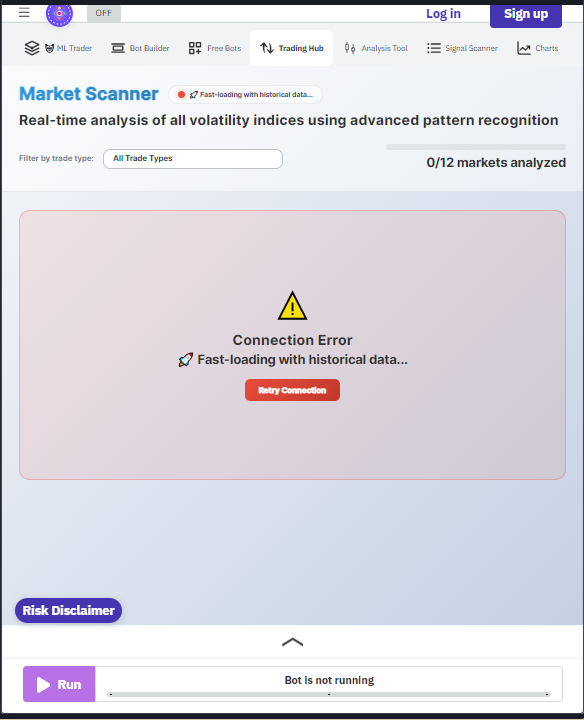 OFF
Log in
Sign up
ML Trader
Bot Builder
Free Bots
Trading Hub
Analysis Tool
Signal Scanner
Charts
Market Scanner
🚀 Fast-loading with historical data...
Real-time analysis of all volatility indices using advanced pattern recognition
Filter by trade type:
All Trade Types
0/12 markets analyzed
Connection Error
🚀 Fast-loading with historical data...
Retry Connection
Risk Disclaimer
Run
Bot is not running